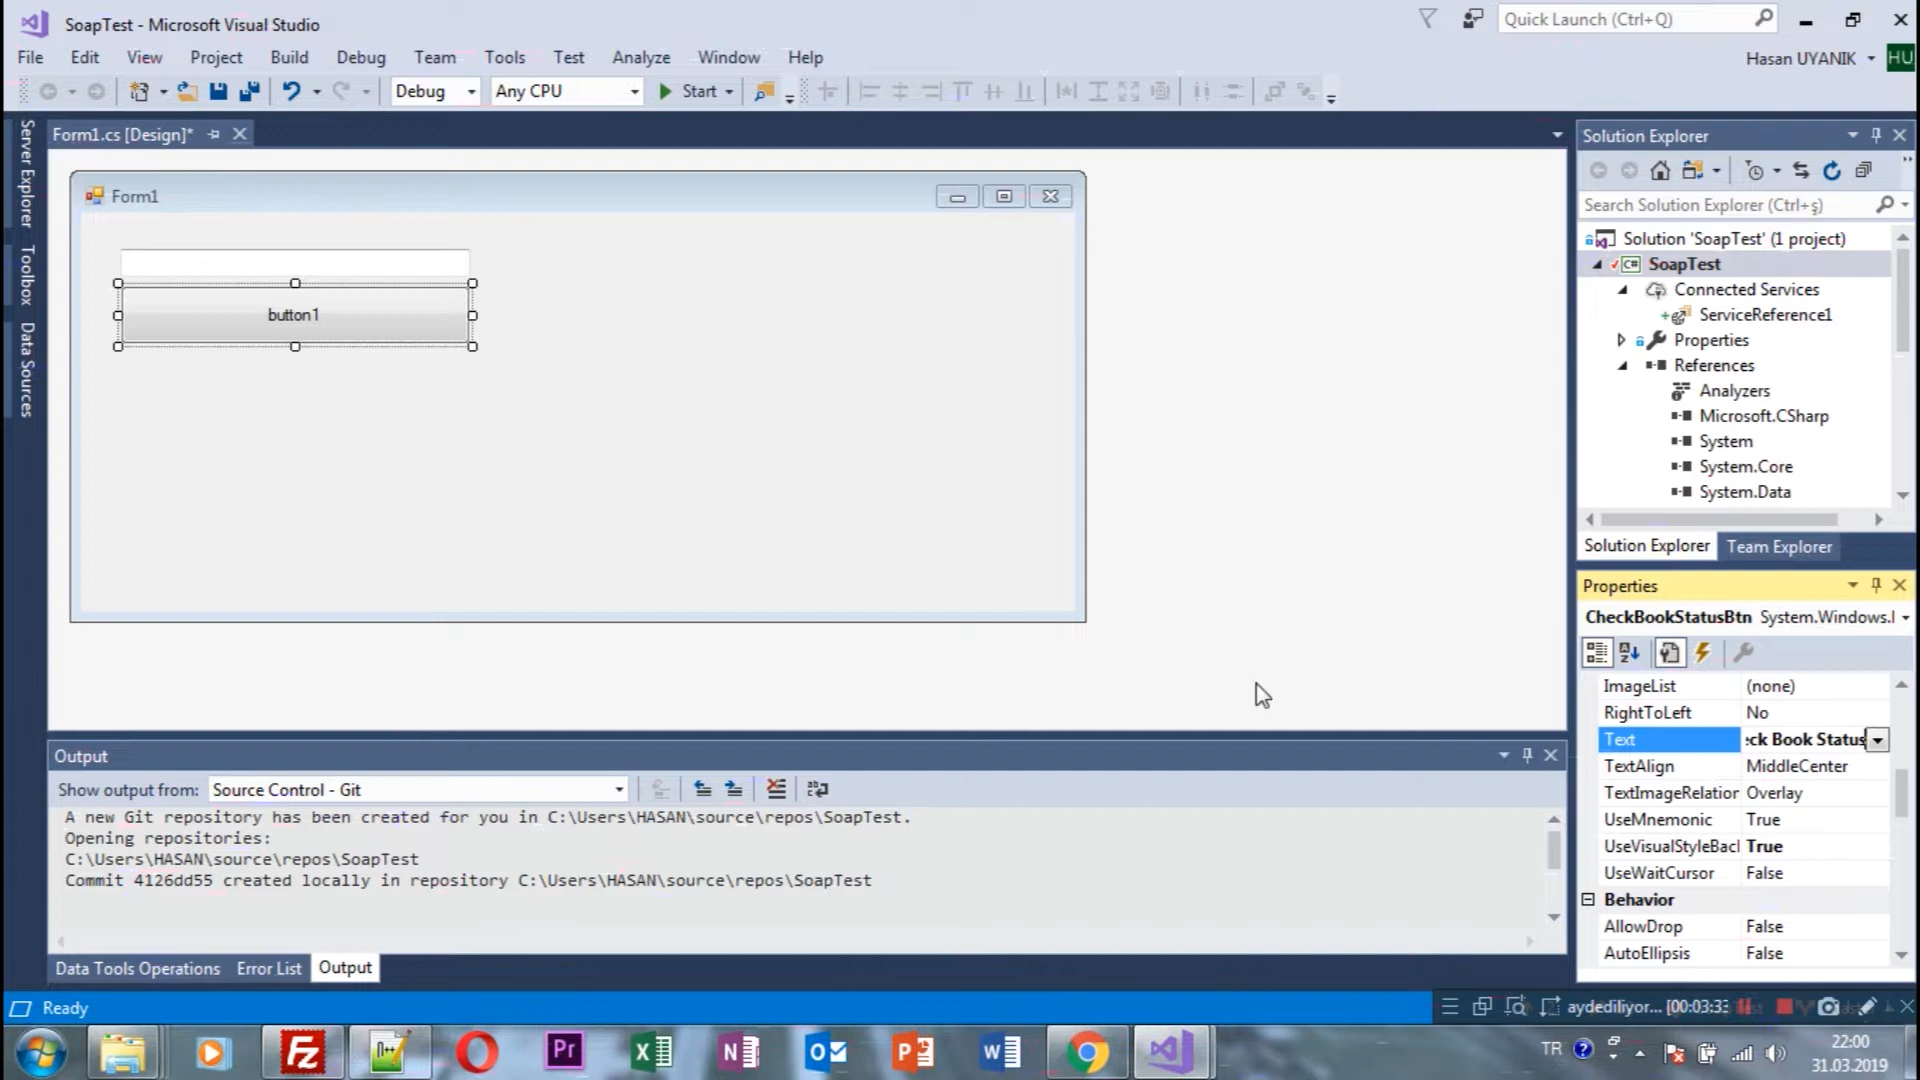 SoapTest - Microsoft Visual Studio
Quick Launch (Ctrl+Q)
File Edit View Project Build Debug Team Tools Test Analyze Window Help
Hasan UYANIK HU
Debug Any CPU Start
Server Explorer
Toolbox
Data Sources
Form1.cs [Design]*
Form1
button1
Solution Explorer
Search Solution Explorer (Ctrl+ş)
Solution 'SoapTest' (1 project)
C# SoapTest
Connected Services
ServiceReference1
Properties
References
Analyzers
Microsoft.CSharp
System
System.Core
System.Data
Solution Explorer Team Explorer
Properties
CheckBookStatusBtn System.Windows.
ImageList (none)
RightToLeft No
Text ck Book Status
TextAlign MiddleCenter
TextImageRelation Overlay
UseMnemonic True
UseVisualStyleBacl True
UseWaitCursor False
Behavior
AllowDrop False
AutoEllipsis False
Output
Show output from: Source Control - Git
A new Git repository has been created for you in C:\Users\HASAN\source\repos\SoapTest.
Opening repositories:
C:\Users\HASAN\source\repos\SoapTest
Commit 4126dd55 created locally in repository C:\Users\HASAN\source\repos\SoapTest
Data Tools Operations Error List Output
Ready
aydediliyor... [00:03:33
Fz
n++
Pr
X
N
O
P
W
TR
22:00
31.03.2019